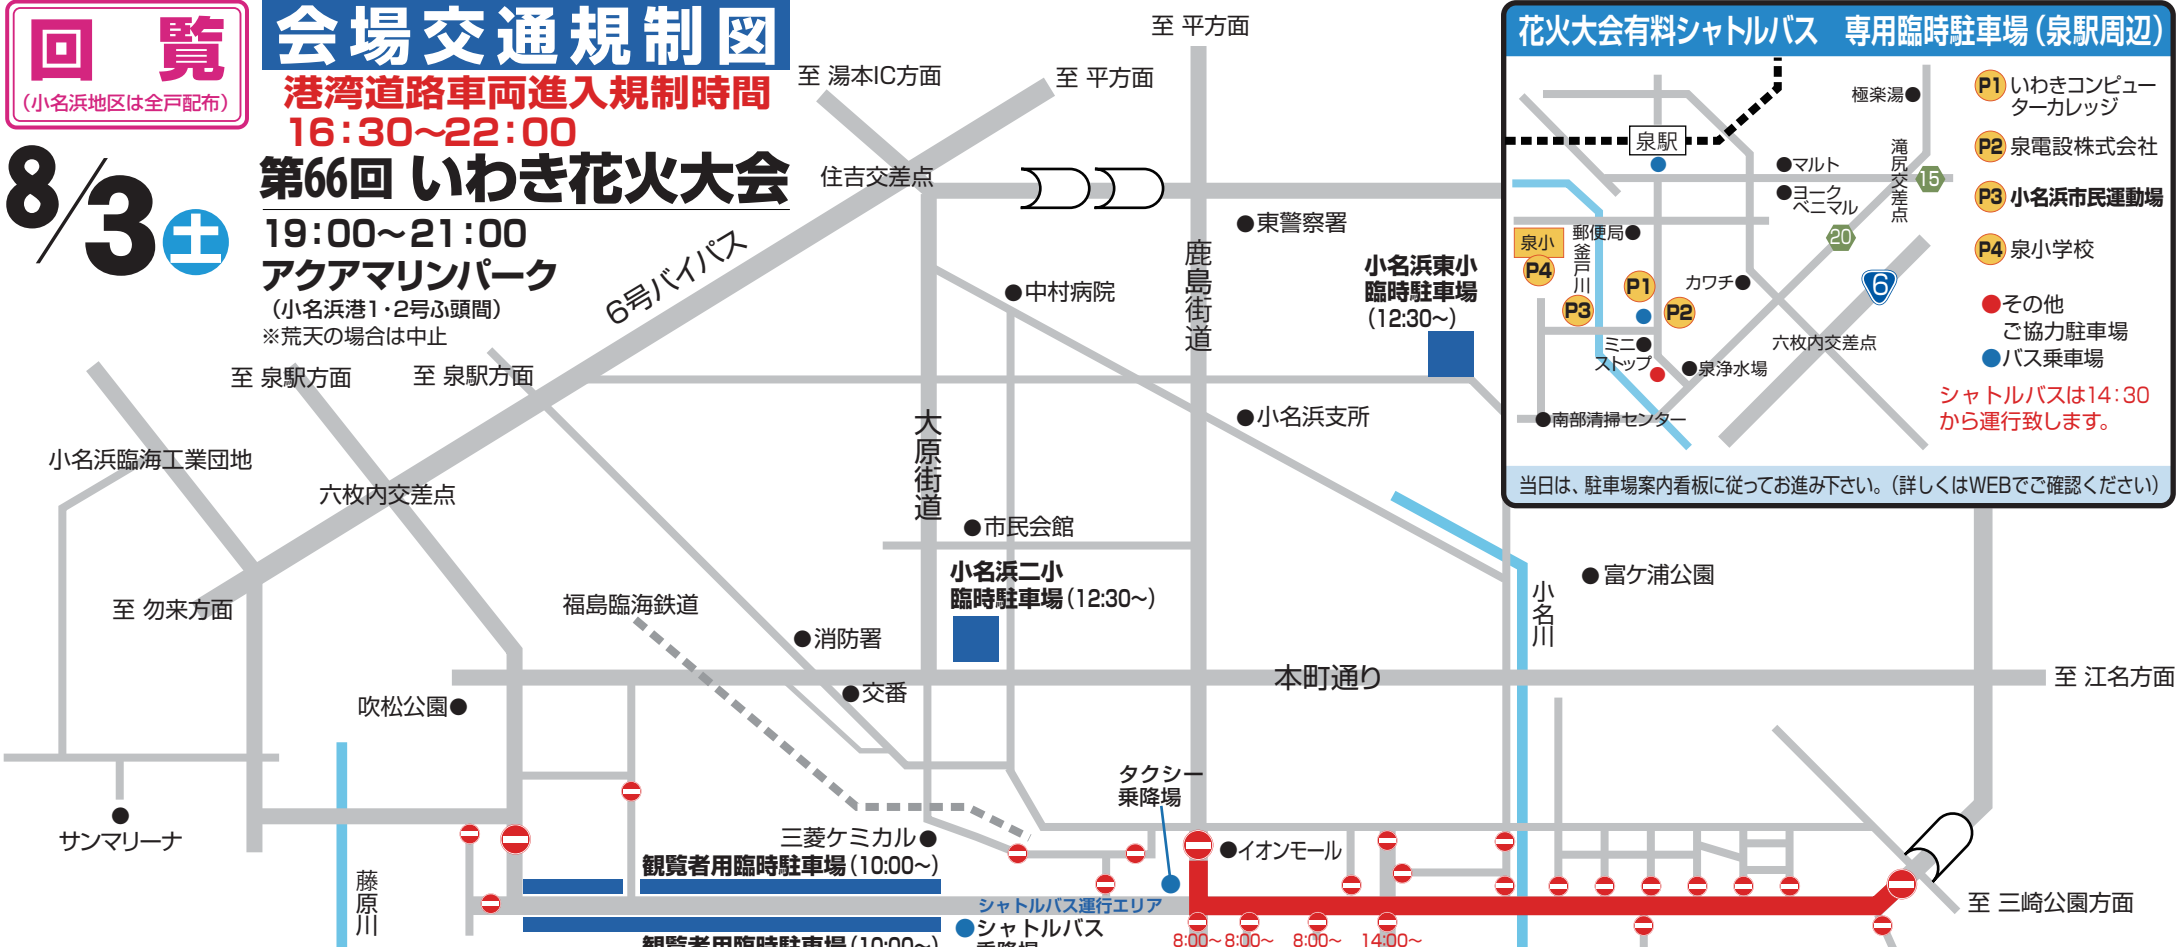 回覧
(小名浜地区は全戸配布)
会場交通規制図
港湾道路車両進入規制時間
16:30〜22:00
8/3土
第66回 いわき花火大会
19:00〜21:00
アクアマリンパーク
(小名浜港1・2号ふ頭間)
※荒天の場合は中止
至 平方面
至 湯本IC方面
至 平方面
住吉交差点
6号バイパス
●東警察署
鹿島街道
●中村病院
小名浜東小
臨時駐車場
(12:30〜)
至 泉駅方面
至 泉駅方面
大原街道
●小名浜支所
小名浜臨海工業団地
六枚内交差点
●市民会館
小名浜二小
臨時駐車場(12:30〜)
至 勿来方面
福島臨海鉄道
●消防署
●富ケ浦公園
小名川
本町通り
至 江名方面
吹松公園●
●交番
タクシー
乗降場
サンマリーナ
三菱ケミカル●
●イオンモール
観覧者用臨時駐車場(10:00〜)
藤原川
シャトルバス運行エリア
●シャトルバス
乗降場
観覧者用臨時駐車場(10:00〜)
8:00〜
8:00〜
8:00〜
14:00〜
至 三崎公園方面
花火大会有料シャトルバス 専用臨時駐車場(泉駅周辺)
極楽湯●
泉駅
●マルト
●ヨーク
ベニマル
滝尻交差点
15
20
6
郵便局●
釜戸川
泉小
P4
P1
P3
P2
カワチ●
ミニ●
ストップ
●泉浄水場
六枚内交差点
●南部清掃センター
P1 いわきコンピュー
ターカレッジ
P2 泉電設株式会社
P3 小名浜市民運動場
P4 泉小学校
●その他
ご協力駐車場
●バス乗車場
シャトルバスは14:30
から運行致します。
当日は、駐車場案内看板に従ってお進み下さい。(詳しくはWEBでご確認ください)